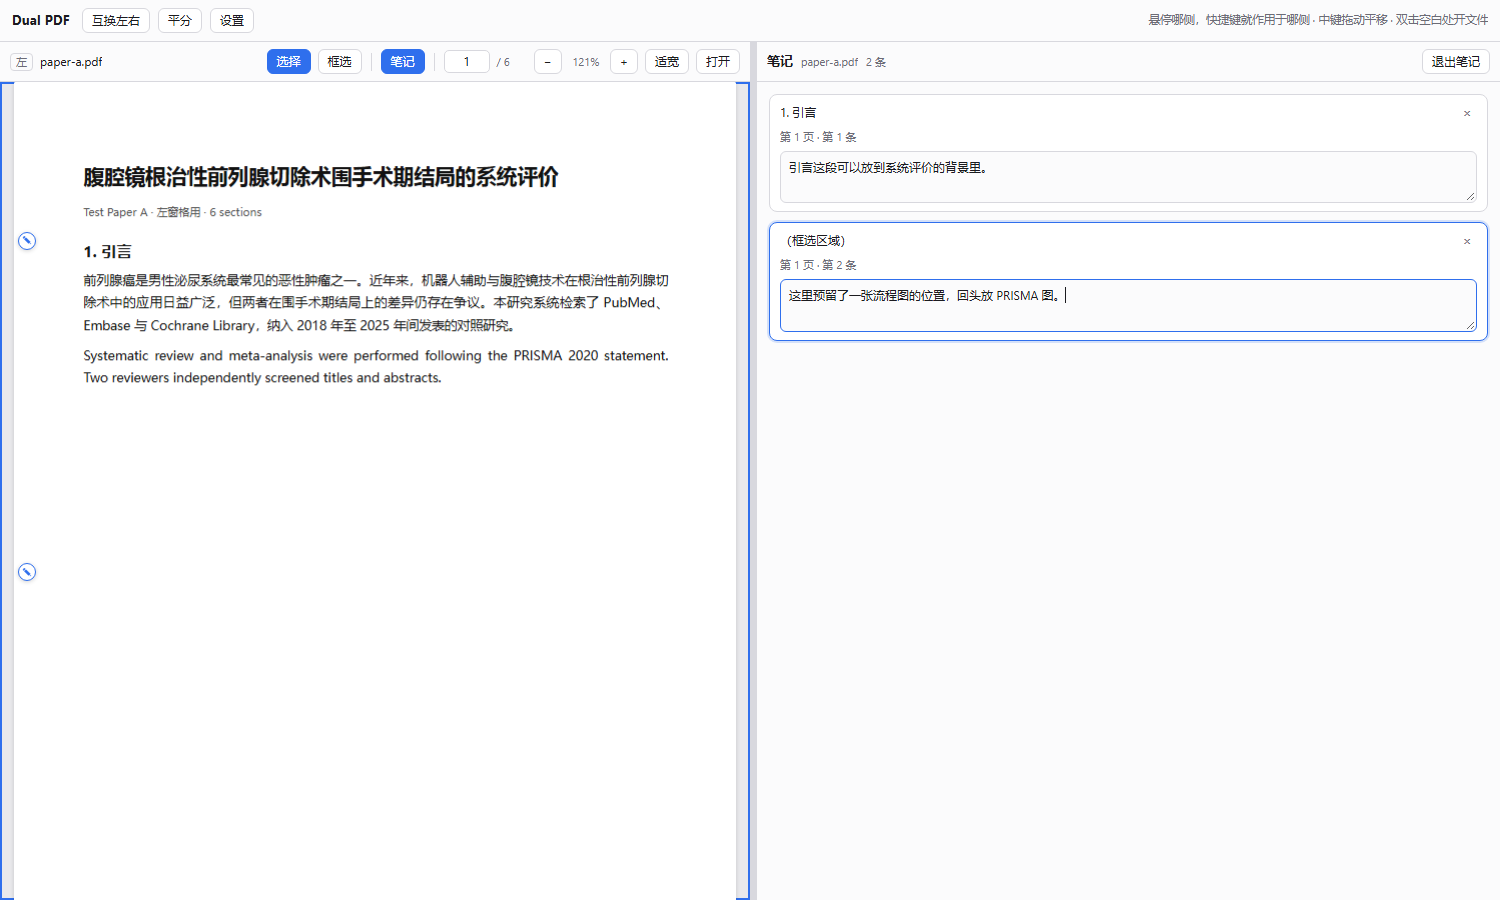 Dual PDF 互换左右 平分 设置 悬停哪侧，快捷键就作用于哪侧 · 中键拖动平移 · 双击空白处开文件
左 paper-a.pdf 选择 框选 笔记 1 / 6 − 121% + 适宽 打开
腹腔镜根治性前列腺切除术围手术期结局的系统评价
Test Paper A · 左窗格用 · 6 sections
1. 引言
前列腺癌是男性泌尿系统最常见的恶性肿瘤之一。近年来，机器人辅助与腹腔镜技术在根治性前列腺切
除术中的应用日益广泛，但两者在围手术期结局上的差异仍存在争议。本研究系统检索了 PubMed、
Embase 与 Cochrane Library，纳入 2018 年至 2025 年间发表的对照研究。
Systematic review and meta-analysis were performed following the PRISMA 2020 statement.
Two reviewers independently screened titles and abstracts.
笔记 paper-a.pdf 2 条 退出笔记
1. 引言 ×
第 1 页 · 第 1 条
引言这段可以放到系统评价的背景里。
（框选区域） ×
第 1 页 · 第 2 条
这里预留了一张流程图的位置，回头放 PRISMA 图。